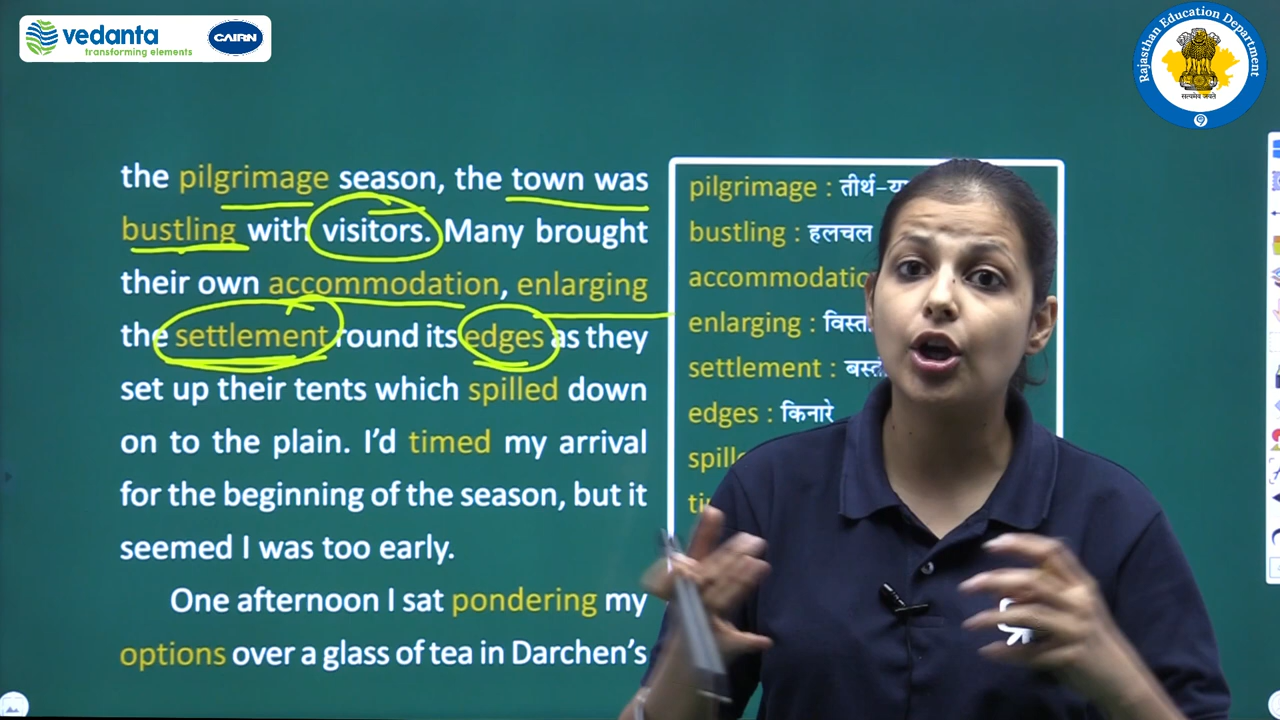 vedanta
transforming elements
CAIRN
Rajasthan Education Department
सत्यमेव जयते
the pilgrimage season, the town was
bustling with visitors. Many brought
their own accommodation, enlarging
the settlement round its edges as they
set up their tents which spilled down
on to the plain. I’d timed my arrival
for the beginning of the season, but it
seemed I was too early.
One afternoon I sat pondering my
options over a glass of tea in Darchen’s
pilgrimage :
bustling : हलचल
enlarging :
settlement :
edges : किनारे